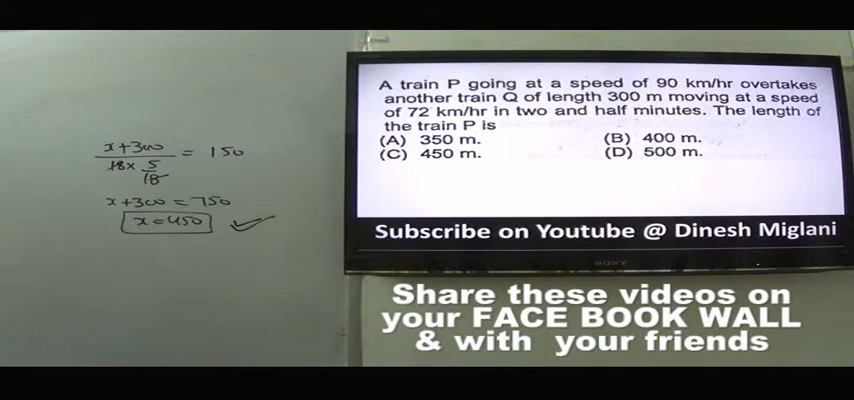 x+300
18 x 5/18 = 150
x+300 = 750
x = 450
A train P going at a speed of 90 km/hr overtakes
another train Q of length 300 m moving at a speed
of 72 km/hr in two and half minutes. The length of
the train P is
(A) 350 m. (B) 400 m.
(C) 450 m. (D) 500 m.
Subscribe on Youtube @ Dinesh Miglani
SONY
Share these videos on
your FACE BOOK WALL
& with your friends